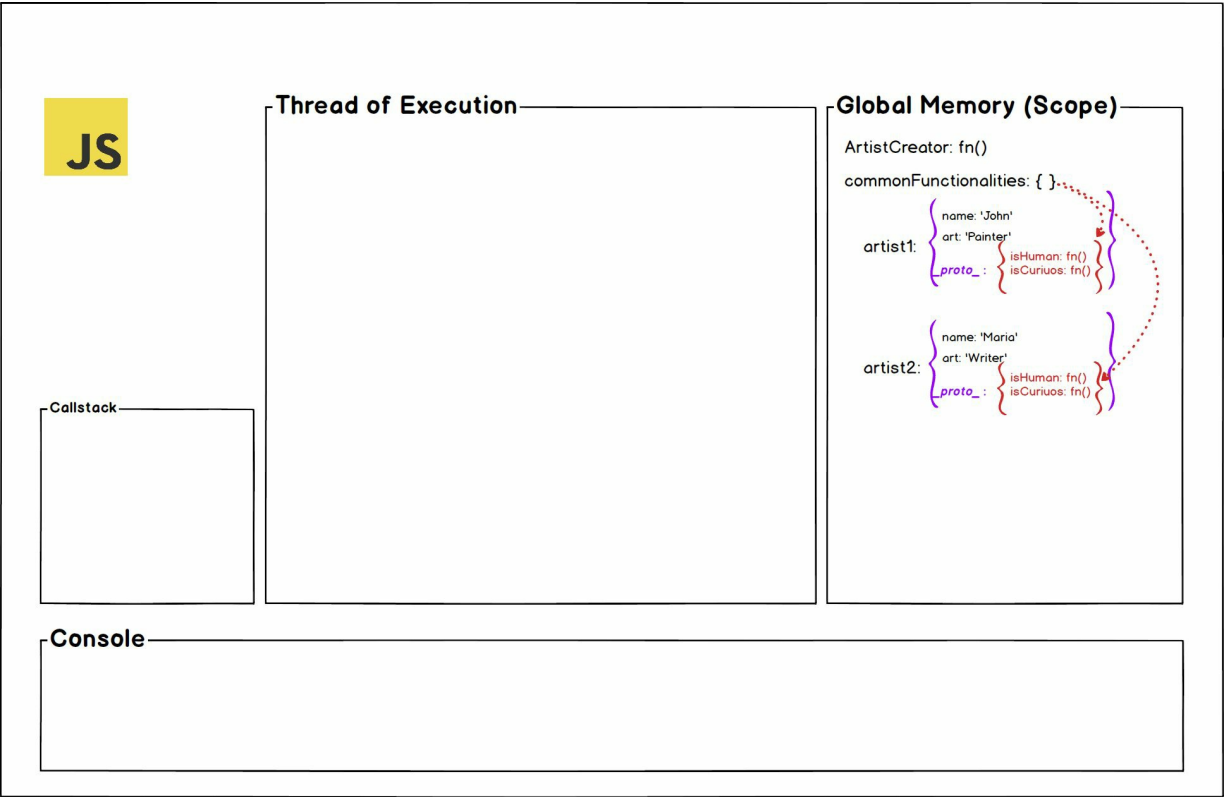 JS
Thread of Execution
Global Memory (Scope)
ArtistCreator: fn()
commonFunctionalities: { }
artist1:
name: 'John'
art: 'Painter'
_proto_ :
isHuman: fn()
isCuriuos: fn()
artist2:
name: 'Maria'
art: 'Writer'
_proto_ :
isHuman: fn()
isCuriuos: fn()
Callstack
Console